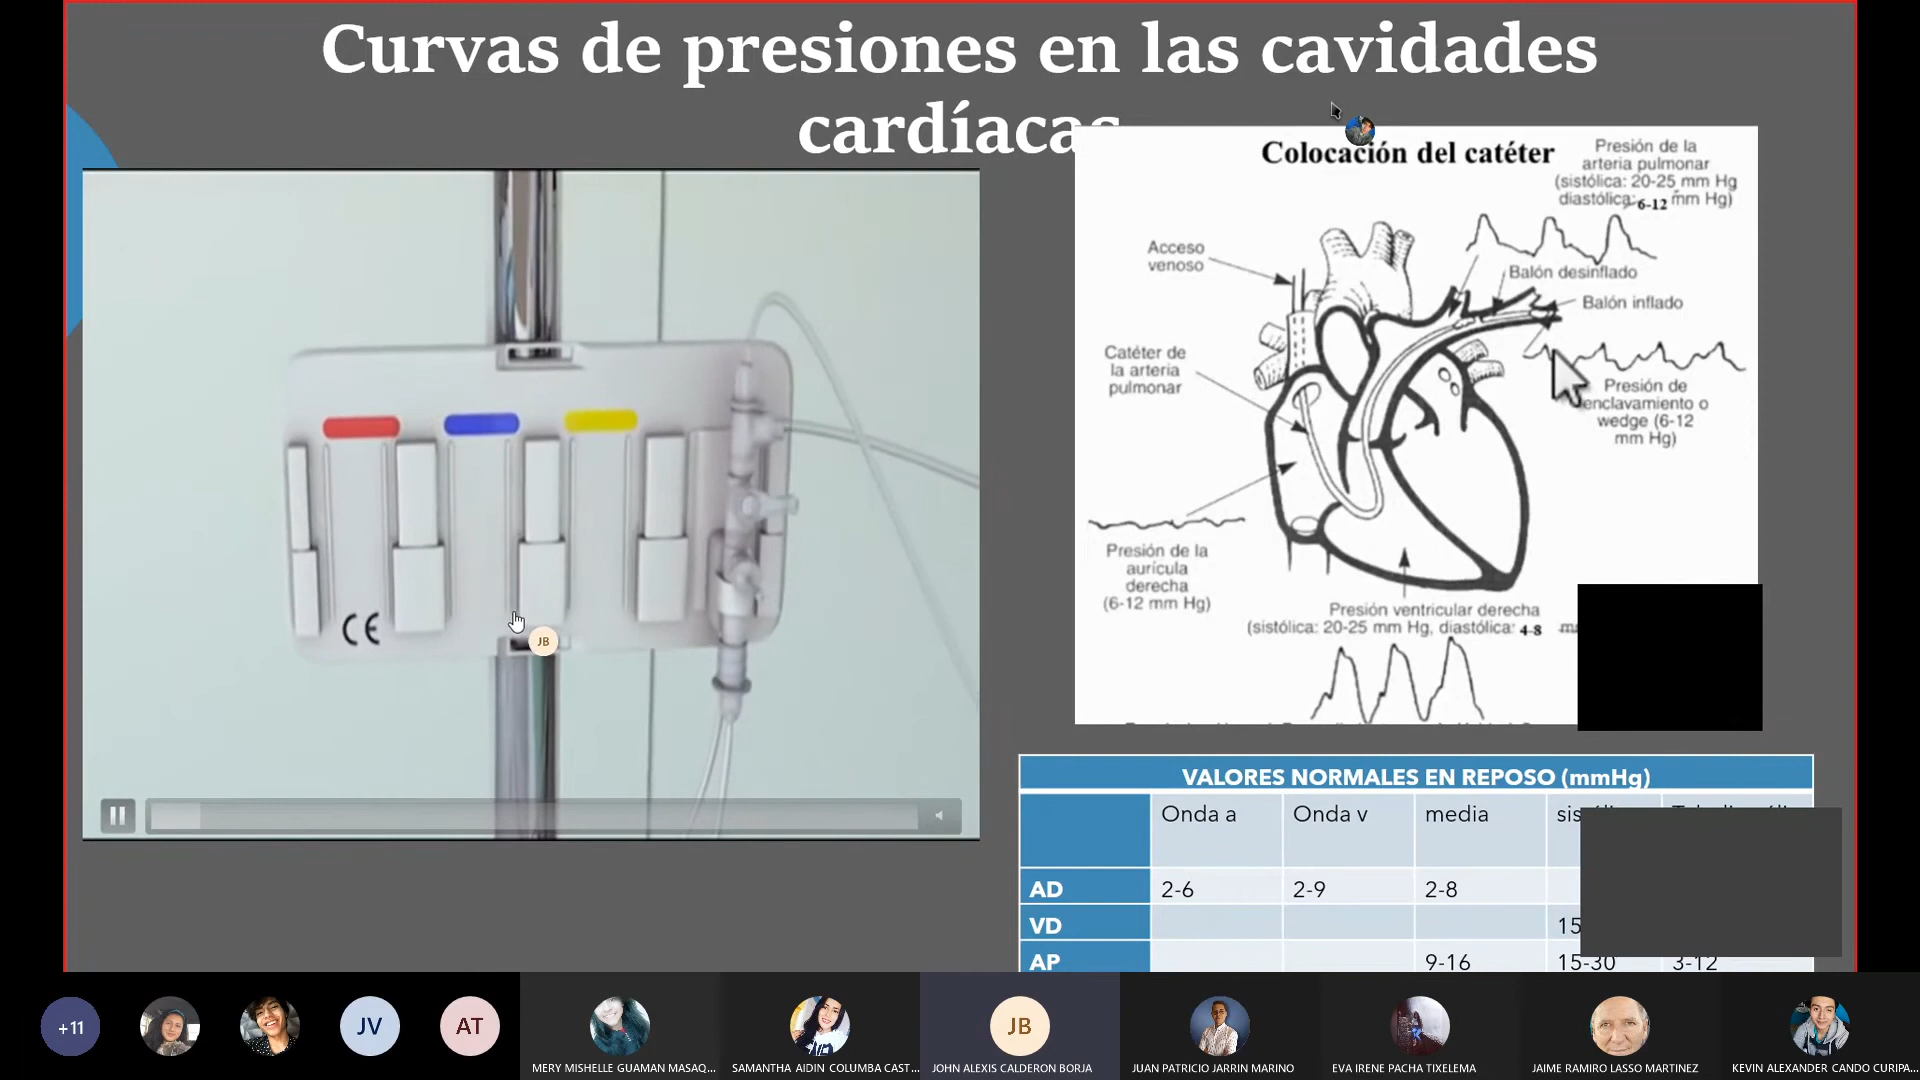 Curvas de presiones en las cavidades
cardíacas
Colocación del catéter
Presión de la
arteria pulmonar
(sistólica: 20-25 mm Hg
diastólica: 6-12 mm Hg)
Acceso
venoso
Balón desinflado
Balón inflado
Catéter de
la arteria
pulmonar
Presión de
enclavamiento o
wedge (6-12
mm Hg)
Presión de la
aurícula
derecha
(6-12 mm Hg)
Presión ventricular derecha
(sistólica: 20-25 mm Hg, diastólica: 4-8
CE
JB
VALORES NORMALES EN REPOSO (mmHg)
Onda a Onda v media
AD 2-6 2-9 2-8
VD 15
AP 9-16 15-30 3-12
+11
JV
AT
JB
MERY MISHELLE GUAMAN MASAQ...
SAMANTHA AIDIN COLUMBA CAST...
JOHN ALEXIS CALDERON BORJA
JUAN PATRICIO JARRIN MARINO
EVA IRENE PACHA TIXELEMA
JAIME RAMIRO LASSO MARTINEZ
KEVIN ALEXANDER CANDO CURIPA...